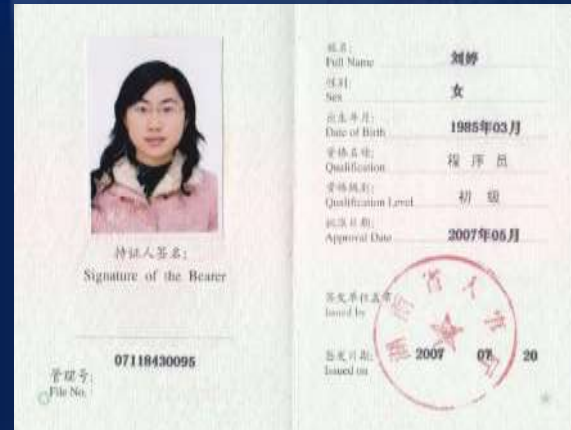 持证人签名:
Signature of the Bearer
07118430095
管理号:
File No.
姓名:
Full Name
刘婷
性别:
Sex
女
出生年月:
Date of Birth
1985年03月
资格名称:
Qualification
程 序 员
资格级别:
Qualification Level
初 级
批准日期:
Approval Date
2007年05月
签发单位盖章
Issued by
签发日期:
Issued on
2007 07 20